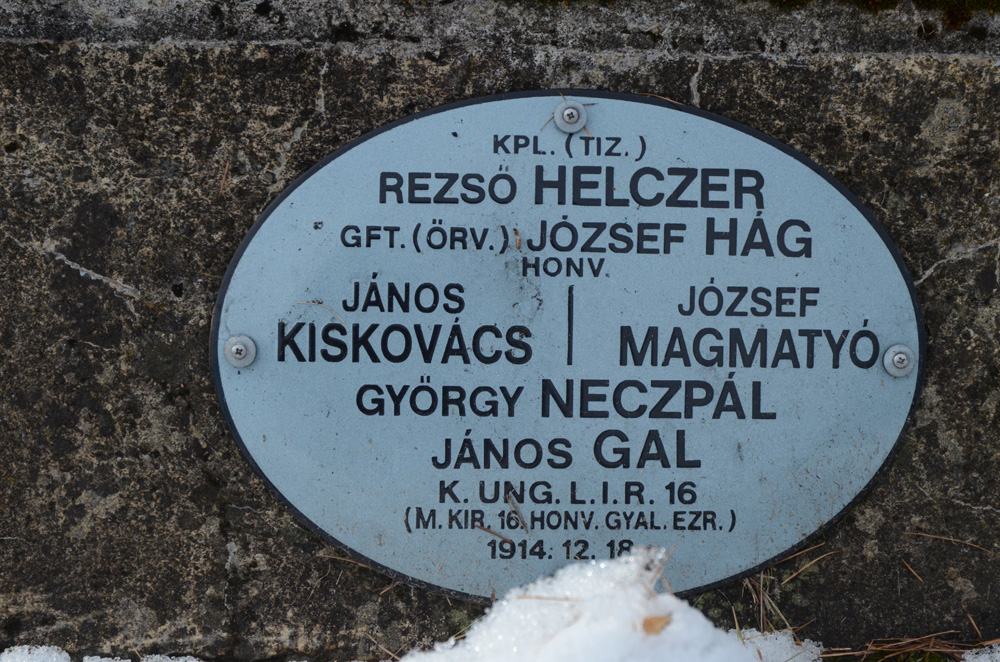 KPL. (TIZ.)
REZSŐ HELCZER
GFT. (ÖRV.) JÓZSEF HÁG
HONV.
JÁNOS KISKOVÁCS | JÓZSEF MAGMATYÓ
GYÖRGY NECZPÁL
JÁNOS GAL
K. UNG. L.I.R. 16
(M. KIR. 16. HONV. GYAL. EZR.)
1914. 12. 18.